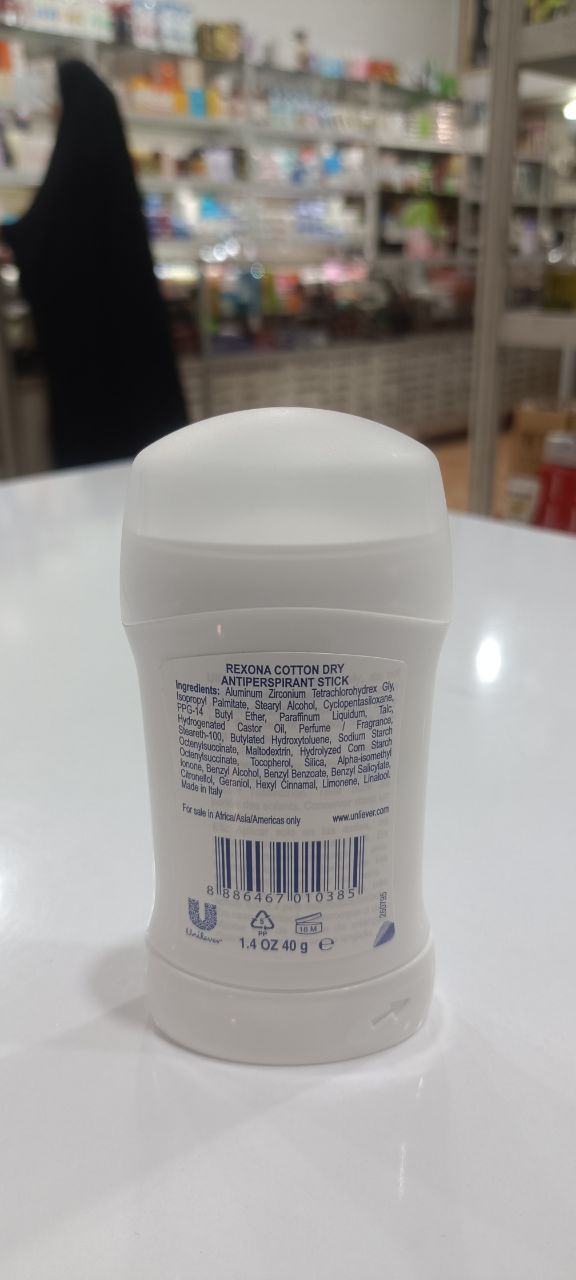 REXONA COTTON DRY
ANTIPERSPIRANT STICK
Ingredients: Aluminum Zirconium Tetrachlorohydrex Gly,
Isopropyl Palmitate, Stearyl Alcohol, Cyclopentasiloxane,
PPG-14 Butyl Ether, Paraffinum Liquidum, Talc,
Hydrogenated Castor Oil, Perfume / Fragrance,
Steareth-100, Butylated Hydroxytoluene, Sodium Starch
Octenylsuccinate, Maltodextrin, Hydrolyzed Corn Starch
Octenylsuccinate, Tocopherol, Silica, Alpha-isomethyl
Ionone, Benzyl Alcohol, Benzyl Benzoate, Benzyl Salicylate,
Citronellol, Geraniol, Hexyl Cinnamal, Limonene, Linalool.
Made in Italy
For sale in Africa/Asia/Americas only www.unilever.com
8 886467 010385
260795
Unilever
5
PP
18 M
1.4 OZ 40 g e